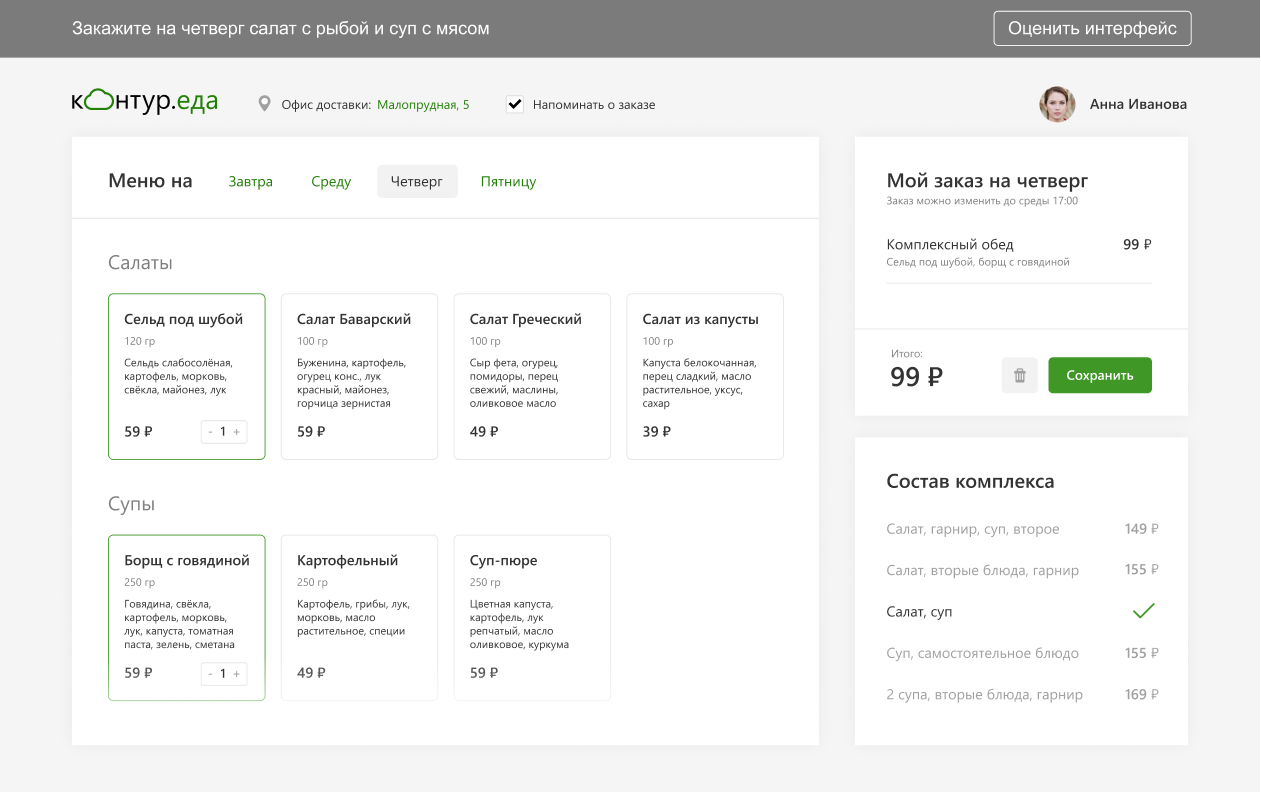 Закажите на четверг салат с рыбой и суп с мясом
Оценить интерфейс
контур.еда
Офис доставки: Малопрудная, 5
Напоминать о заказе
Анна Иванова
Меню на
Завтра
Среду
Четверг
Пятницу
Салаты
Сельд под шубой
120 гр
Сельдь слабосолёная,
картофель, морковь,
свёкла, майонез, лук
59 ₽
- 1 +
Салат Баварский
100 гр
Буженина, картофель,
огурец конс., лук
красный, майонез,
горчица зернистая
59 ₽
Салат Греческий
100 гр
Сыр фета, огурец,
помидоры, перец
свежий, маслины,
оливковое масло
49 ₽
Салат из капусты
100 гр
Капуста белокочанная,
перец сладкий, масло
растительное, уксус,
сахар
39 ₽
Супы
Борщ с говядиной
250 гр
Говядина, свёкла,
картофель, морковь,
лук, капуста, томатная
паста, зелень, сметана
59 ₽
- 1 +
Картофельный
250 гр
Картофель, грибы, лук,
морковь, масло
растительное, специи
49 ₽
Суп-пюре
250 гр
Цветная капуста,
картофель, лук
репчатый, масло
оливковое, куркума
59 ₽
Мой заказ на четверг
Заказ можно изменить до среды 17:00
Комплексный обед 99 ₽
Сельд под шубой, борщ с говядиной
Итого:
99 ₽
Сохранить
Состав комплекса
Салат, гарнир, суп, второе 149 ₽
Салат, вторые блюда, гарнир 155 ₽
Салат, суп
Суп, самостоятельное блюдо 155 ₽
2 супа, вторые блюда, гарнир 169 ₽